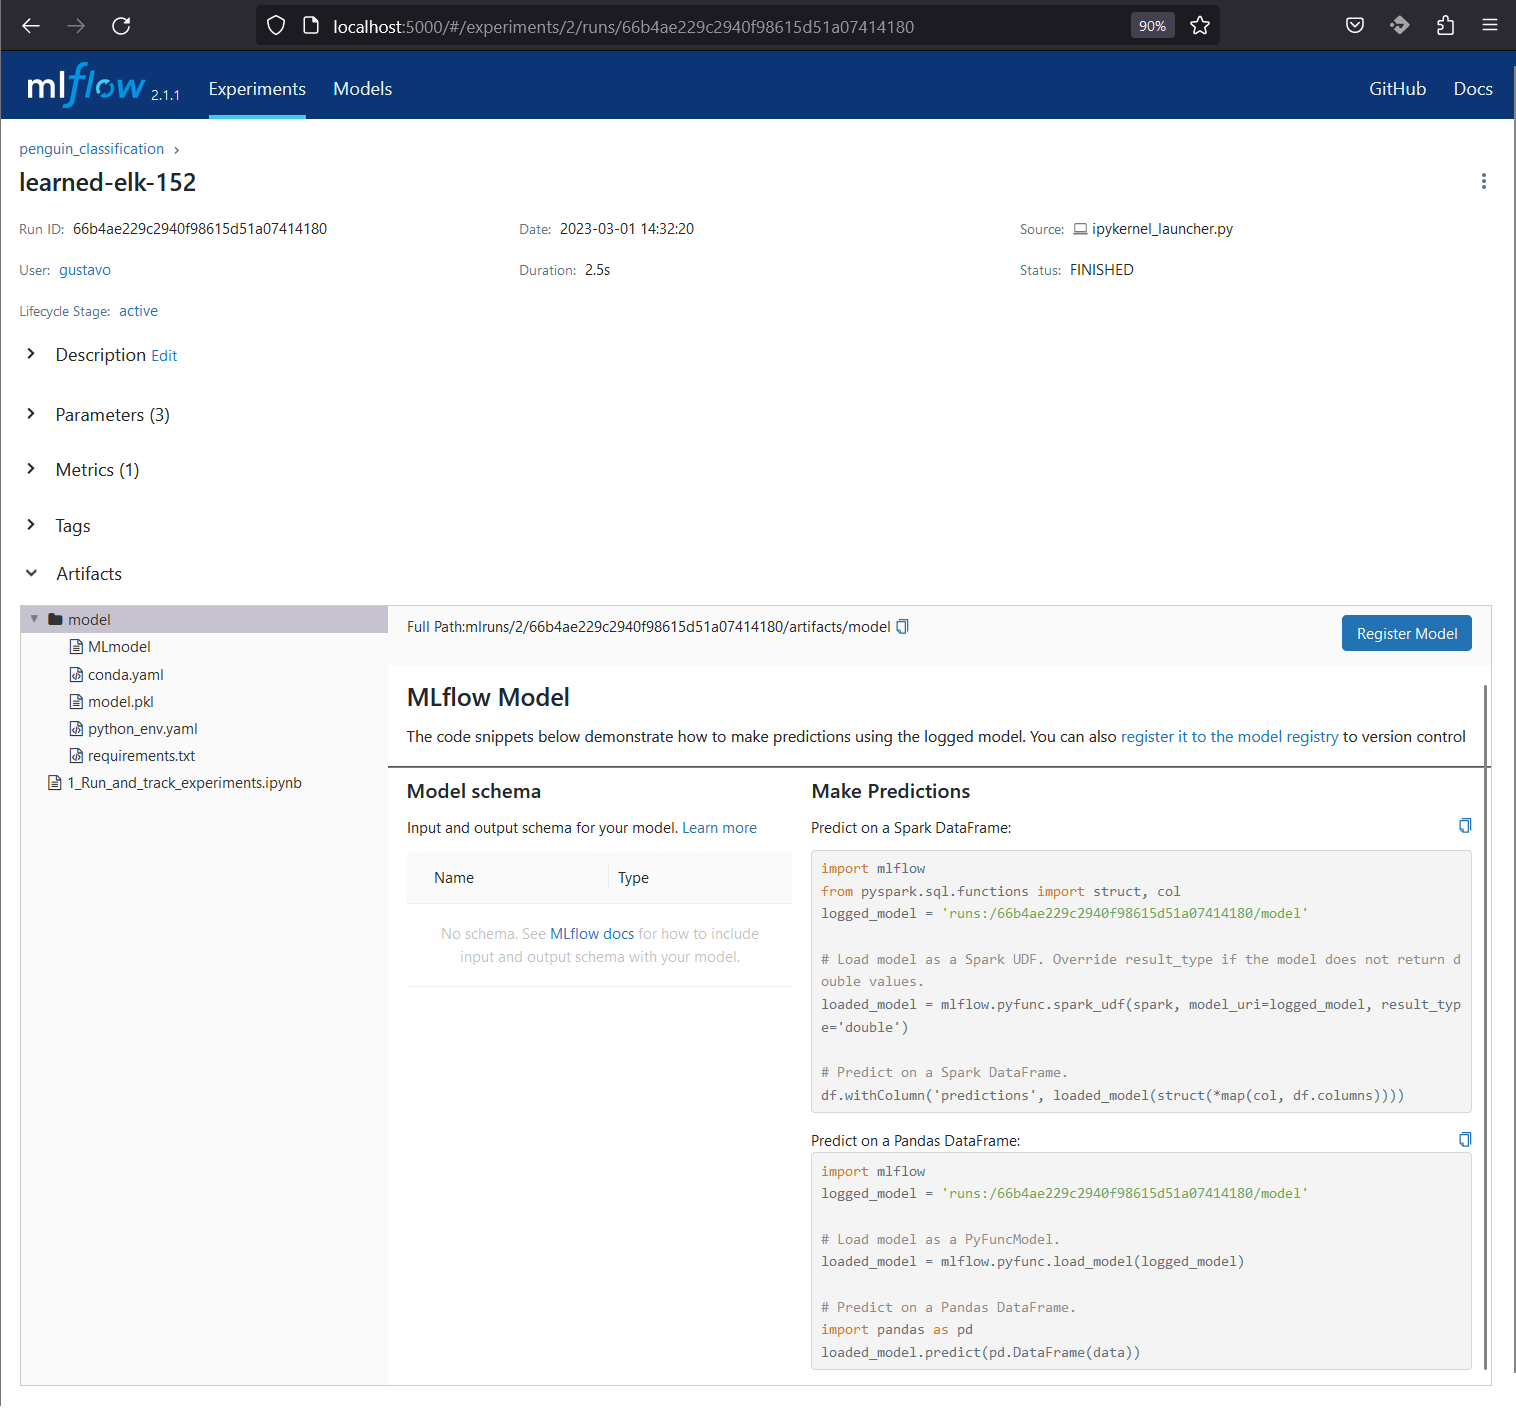 localhost:5000/#/experiments/2/runs/66b4ae229c2940f98615d51a07414180 90%
mlflow 2.1.1 Experiments Models GitHub Docs
penguin_classification
learned-elk-152
Run ID: 66b4ae229c2940f98615d51a07414180 Date: 2023-03-01 14:32:20 Source: ipykernel_launcher.py
User: gustavo Duration: 2.5s Status: FINISHED
Lifecycle Stage: active
Description Edit
Parameters (3)
Metrics (1)
Tags
Artifacts
model
MLmodel
conda.yaml
model.pkl
python_env.yaml
requirements.txt
1_Run_and_track_experiments.ipynb
Full Path:mlruns/2/66b4ae229c2940f98615d51a07414180/artifacts/model
Register Model
MLflow Model
The code snippets below demonstrate how to make predictions using the logged model. You can also register it to the model registry to version control
Model schema
Input and output schema for your model. Learn more
Name Type
No schema. See MLflow docs for how to include
input and output schema with your model.
Make Predictions
Predict on a Spark DataFrame:
import mlflow
from pyspark.sql.functions import struct, col
logged_model = 'runs:/66b4ae229c2940f98615d51a07414180/model'
# Load model as a Spark UDF. Override result_type if the model does not return d
ouble values.
loaded_model = mlflow.pyfunc.spark_udf(spark, model_uri=logged_model, result_typ
e='double')
# Predict on a Spark DataFrame.
df.withColumn('predictions', loaded_model(struct(*map(col, df.columns))))
Predict on a Pandas DataFrame:
import mlflow
logged_model = 'runs:/66b4ae229c2940f98615d51a07414180/model'
# Load model as a PyFuncModel.
loaded_model = mlflow.pyfunc.load_model(logged_model)
# Predict on a Pandas DataFrame.
import pandas as pd
loaded_model.predict(pd.DataFrame(data))